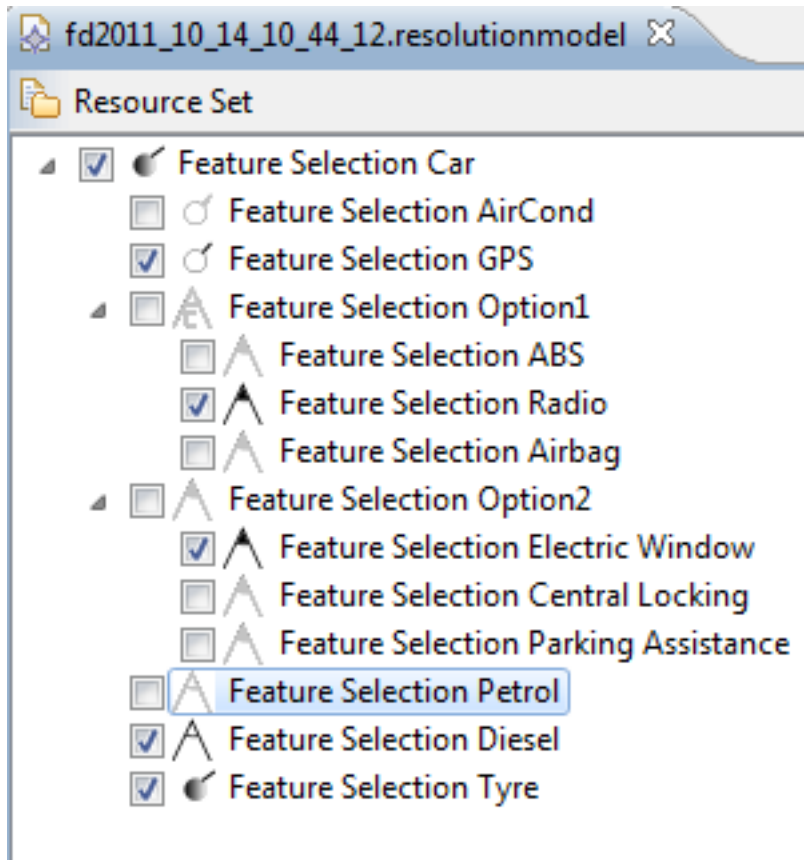 fd2011_10_14_10_44_12.resolutionmodel
Resource Set
Feature Selection Car
Feature Selection AirCond
Feature Selection GPS
Feature Selection Option1
Feature Selection ABS
Feature Selection Radio
Feature Selection Airbag
Feature Selection Option2
Feature Selection Electric Window
Feature Selection Central Locking
Feature Selection Parking Assistance
Feature Selection Petrol
Feature Selection Diesel
Feature Selection Tyre